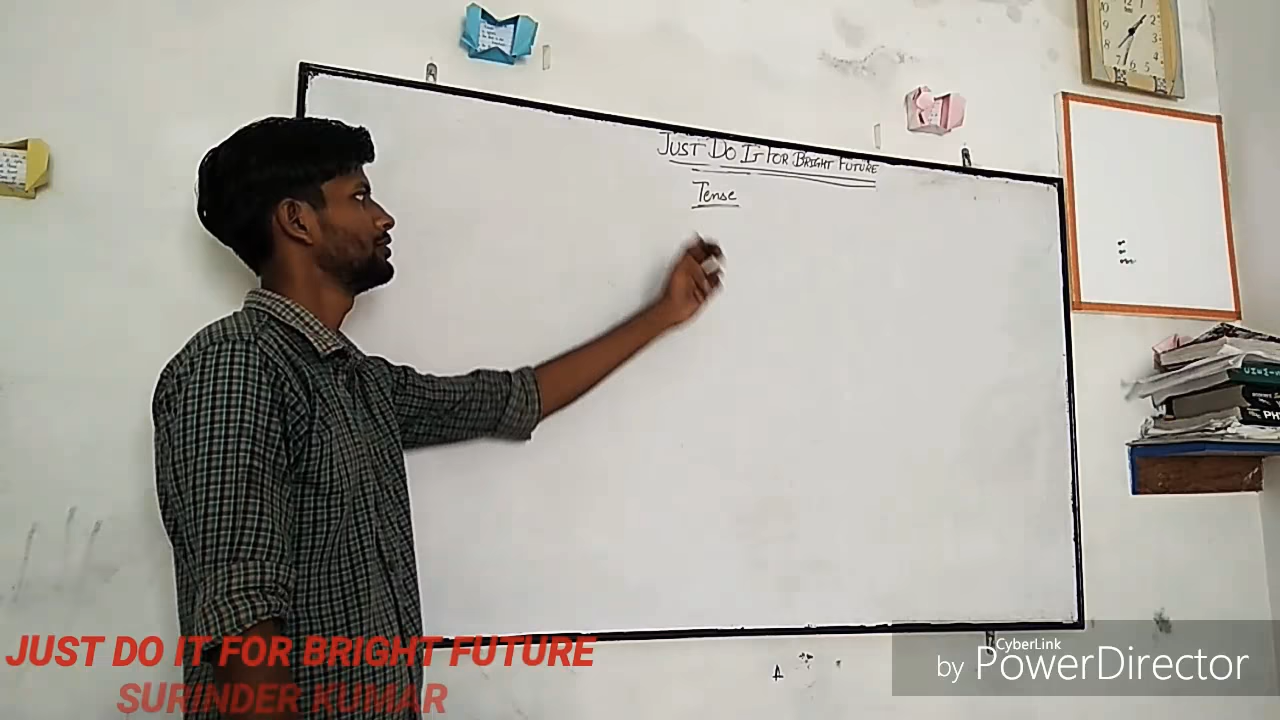 JUST DO IT FOR BRIGHT FUTURE
Tense
JUST DO IT FOR BRIGHT FUTURE
SURINDER KUMAR
CyberLink
by PowerDirector